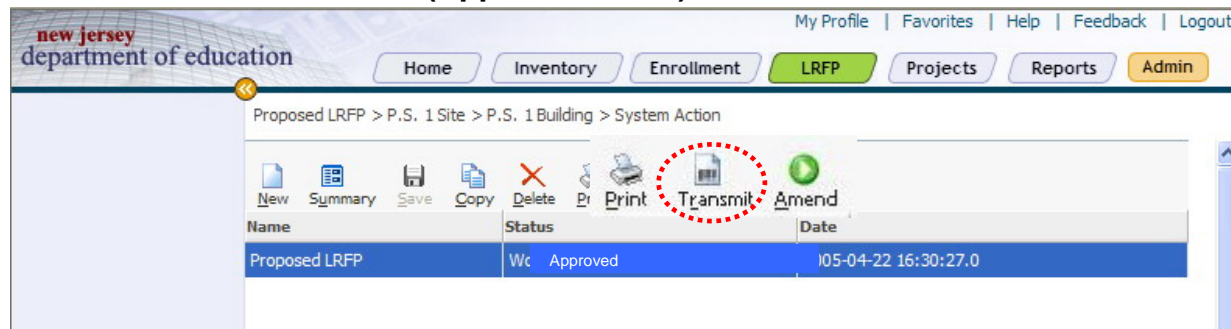 My Profile | Favorites | Help | Feedback | Logout
new jersey
department of education
Home Inventory Enrollment LRFP Projects Reports Admin
Proposed LRFP > P.S. 1 Site > P.S. 1 Building > System Action
New Summary Save Copy Delete Print Transmit Amend
Name Status Date
Proposed LRFP Approved 005-04-22 16:30:27.0